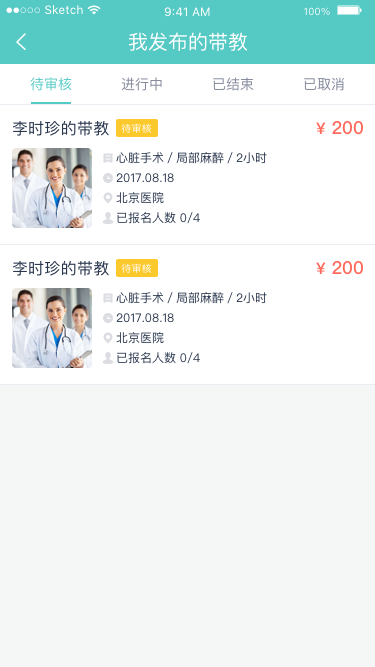 Sketch 9:41 AM 100%
我发布的带教
待审核 进行中 已结束 已取消
李时珍的带教 待审核 ¥ 200
心脏手术 / 局部麻醉 / 2小时
2017.08.18
北京医院
已报名人数 0/4
李时珍的带教 待审核 ¥ 200
心脏手术 / 局部麻醉 / 2小时
2017.08.18
北京医院
已报名人数 0/4